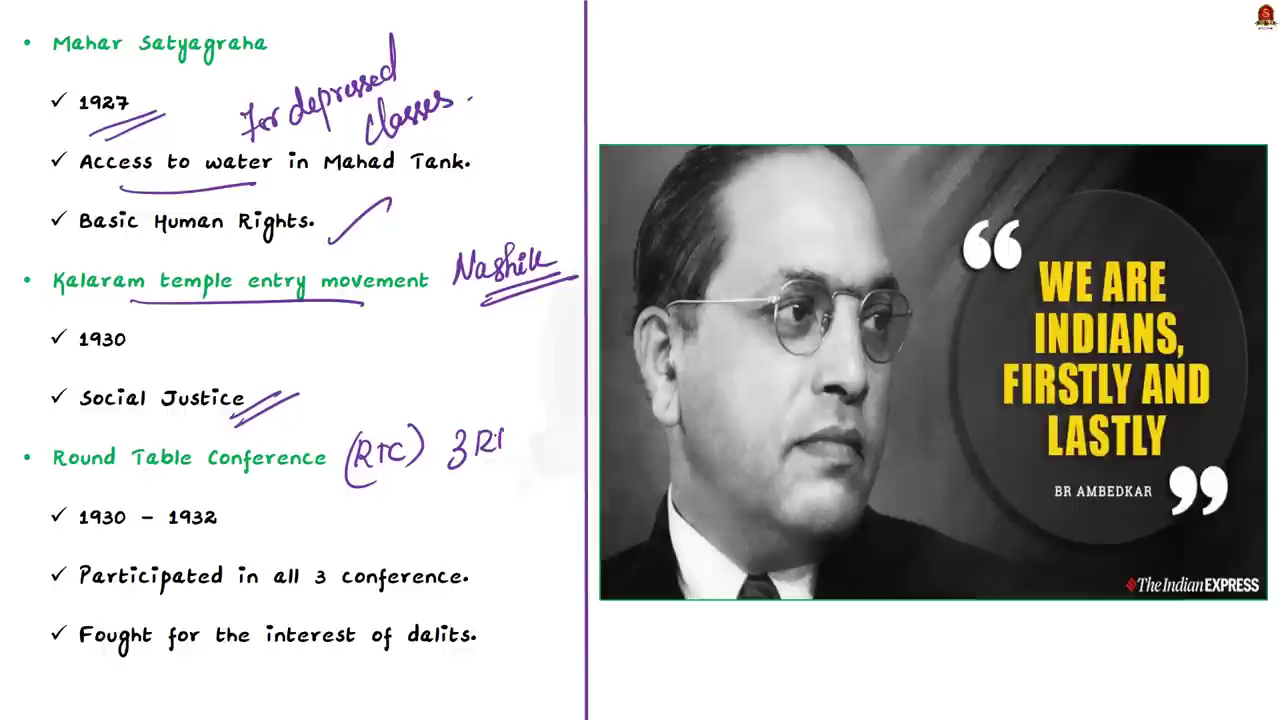 • Mahar Satyagraha
✓ 1927
For depressed
classes.
✓ Access to water in Mahad Tank.
✓ Basic Human Rights.
• Kalaram temple entry movement Nashik
✓ 1930
✓ Social Justice
• Round Table Conference (RTC) 3 RT
✓ 1930 – 1932
✓ Participated in all 3 conference.
✓ Fought for the interest of dalits.
“
WE ARE
INDIANS,
FIRSTLY AND
LASTLY
BR AMBEDKAR
”
The Indian EXPRESS